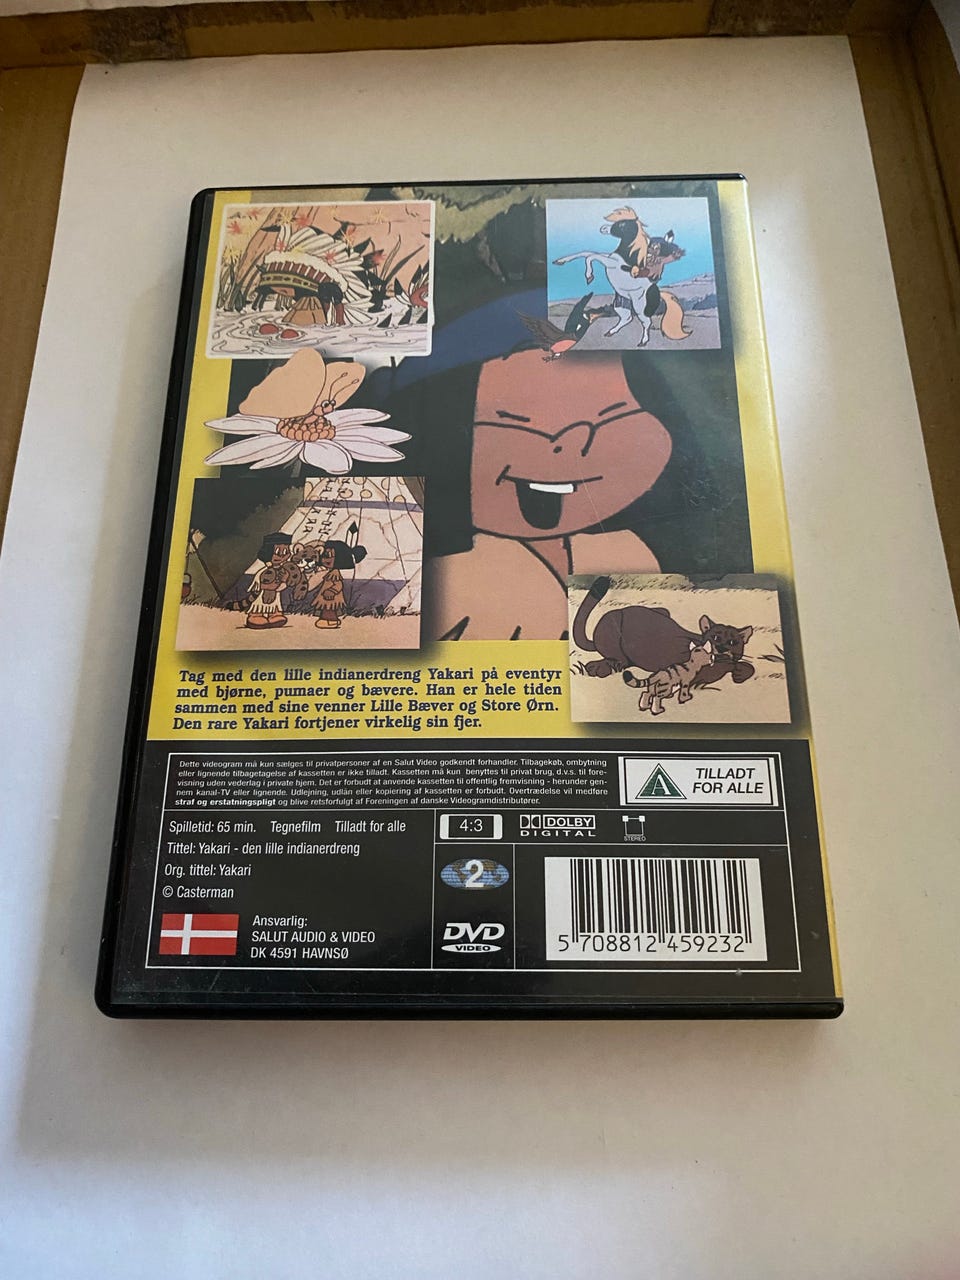 Tag med den lille indianerdreng Yakari på eventyr
med bjørne, pumaer og bævere. Han er hele tiden
sammen med sine venner Lille Bæver og Store Ørn.
Den rare Yakari fortjener virkelig sin fjer.
Dette videogram må kun sælges til privatpersoner af en Salut Video godkendt forhandler. Tilbagekøb, ombytning
eller lignende tilbagetagelse af kassetten er ikke tilladt. Kassetten må kun benyttes til privat brug, d.v.s. til fore-
visning uden vederlag i private hjem. Det er forbudt at anvende kassetten til offentlig fremvisning - herunder gen-
nem kanal-TV eller lignende. Udlejning, udlån eller kopiering af kassetten er forbudt. Overtrædelse vil medføre
straf og erstatningspligt og blive retsforfulgt af Foreningen af danske Videogramdistributører.
A
TILLADT
FOR ALLE
Spilletid: 65 min. Tegnefilm Tilladt for alle
Tittel: Yakari - den lille indianerdreng
Org. tittel: Yakari
© Casterman
4:3
DOLBY
DIGITAL
STEREO
2
Ansvarlig:
SALUT AUDIO & VIDEO
DK 4591 HAVNSØ
DVD
VIDEO
5 708812 459232